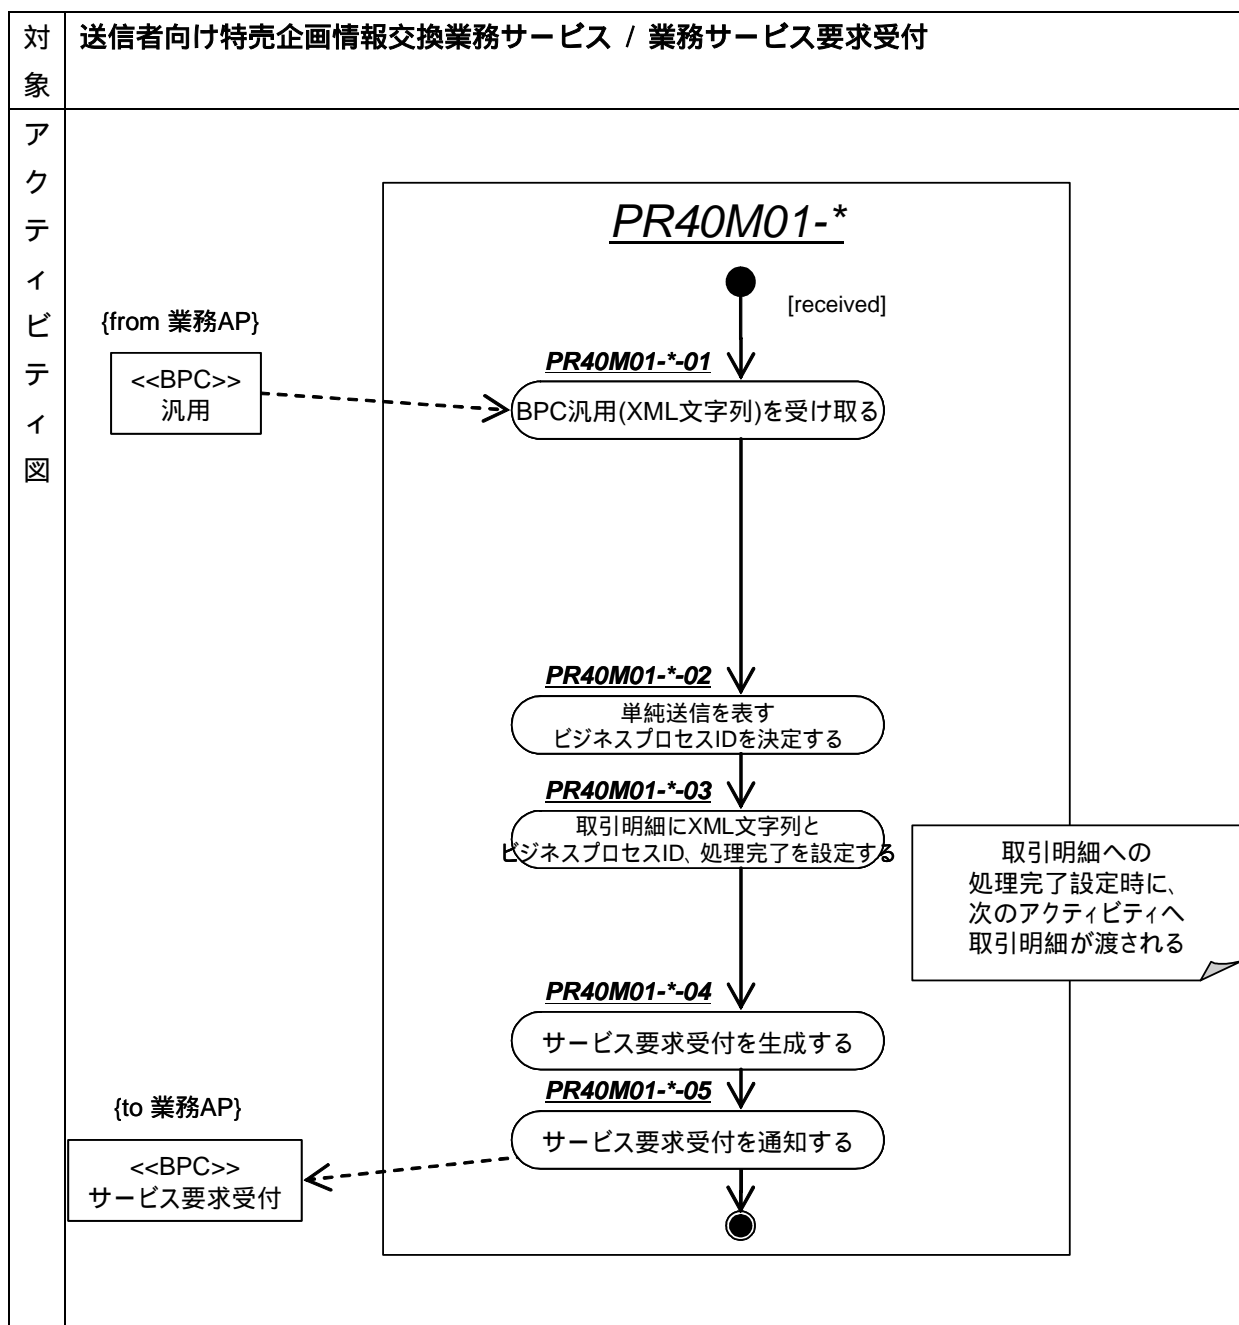 対象
送信者向け特売企画情報交換業務サービス / 業務サービス要求受付
アクティビティ図
PR40M01-*
[received]
{from 業務AP}
<<BPC>>
汎用
PR40M01-*-01
BPC汎用(XML文字列)を受け取る
PR40M01-*-02
単純送信を表す
ビジネスプロセスIDを決定する
PR40M01-*-03
取引明細にXML文字列と
ビジネスプロセスID、処理完了を設定する
取引明細への
処理完了設定時に、
次のアクティビティへ
取引明細が渡される
PR40M01-*-04
サービス要求受付を生成する
PR40M01-*-05
サービス要求受付を通知する
{to 業務AP}
<<BPC>>
サービス要求受付